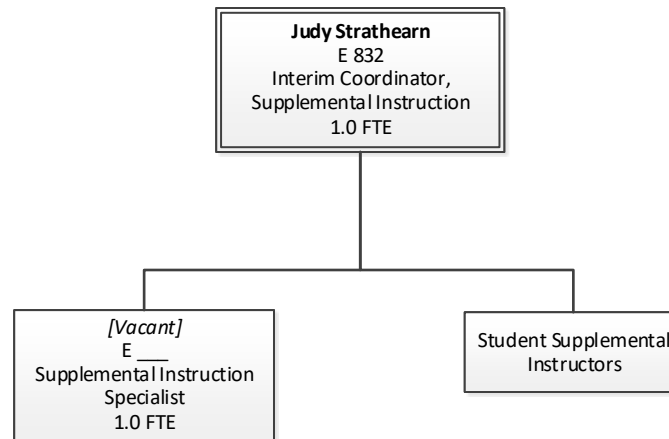 Judy Strathearn
E 832
Interim Coordinator,
Supplemental Instruction
1.0 FTE
[Vacant]
E ___
Supplemental Instruction
Specialist
1.0 FTE
Student Supplemental
Instructors